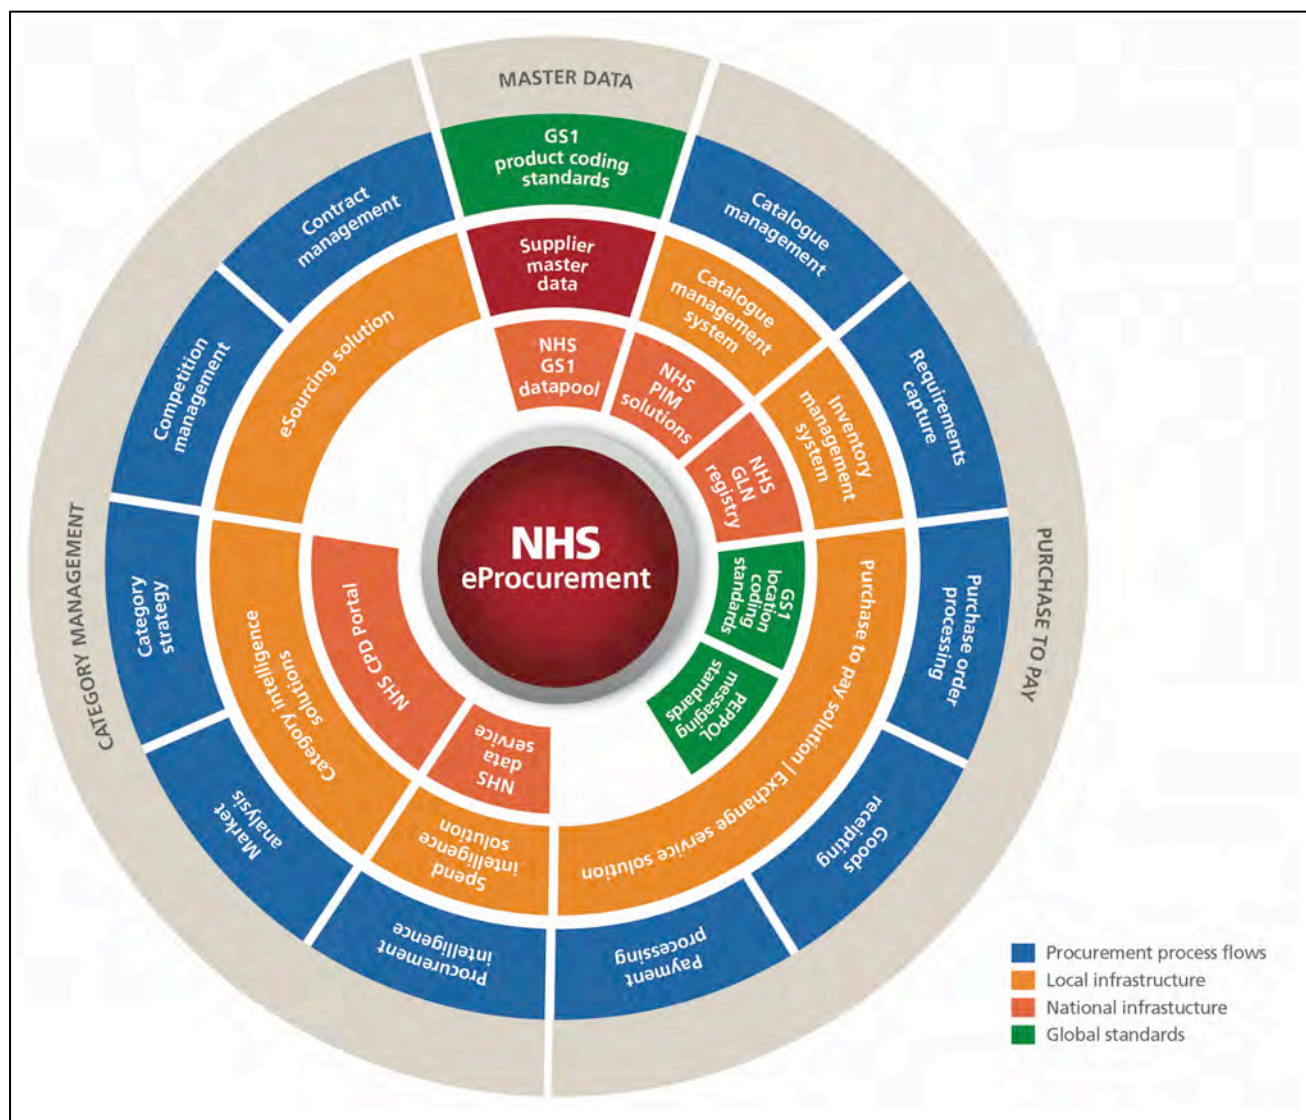 MASTER DATA
GS1
product coding
standards
Supplier
master
data
NHS
GS1
datapool
Catalogue
management
Catalogue
management
system
NHS
PIM
solutions
Requirements
capture
Inventory
management
system
NHS
GLN
registry
PURCHASE TO PAY
Purchase order
processing
Goods
receipting
Payment
processing
Purchase to pay solution | Exchange service solution
GS1
location
coding
standards
PEPPOL
messaging
standards
Procurement
intelligence
Spend
intelligence
solution
NHS
data
service
CATEGORY MANAGEMENT
Market
analysis
Category
strategy
Category intelligence
solutions
NHS CPD Portal
Competition
management
Contract
management
eSourcing solution
NHS
eProcurement
Procurement process flows
Local infrastructure
National infrastucture
Global standards